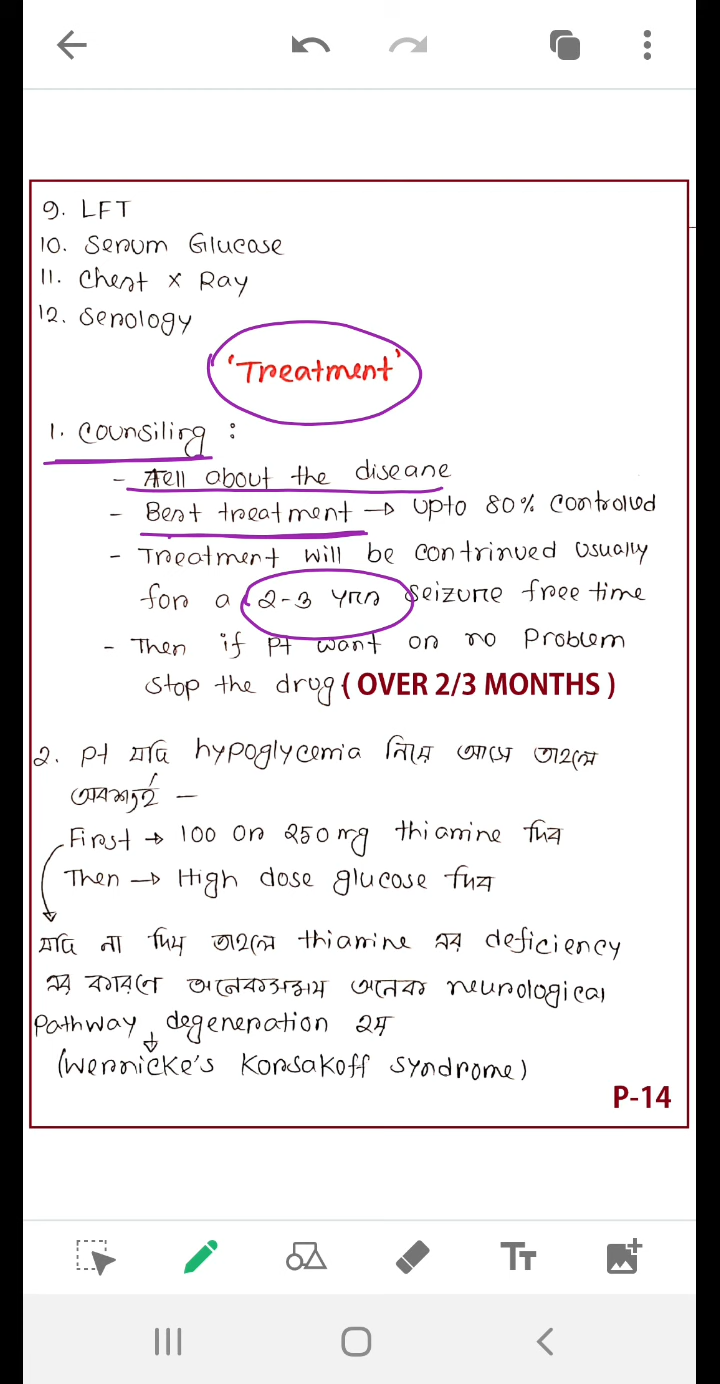 9. LFT
10. Serum Glucose
11. Chest x Ray
12. Serology
'Treatment'
1. Counsiling :
- Tell about the disease
- Best treatment → upto 80% controlled
- Treatment will be contrinued usually
for a 2-3 yrs seizure free time
- Then if pt want or no problem
stop the drug ( OVER 2/3 MONTHS )
2. pt যদি hypoglycemia নিয়ে আসে তাহলে
অবশ্যই —
First → 100 or 250 mg thiamine দিব
Then → High dose glucose দিব
যদি না দিয় তাহলে thiamine এর deficiency
এর কারণে অনেকসময় অনেক neurological
pathway degeneration হয়
↓
(Wernicke's Korsakoff syndrome)
P-14
TT